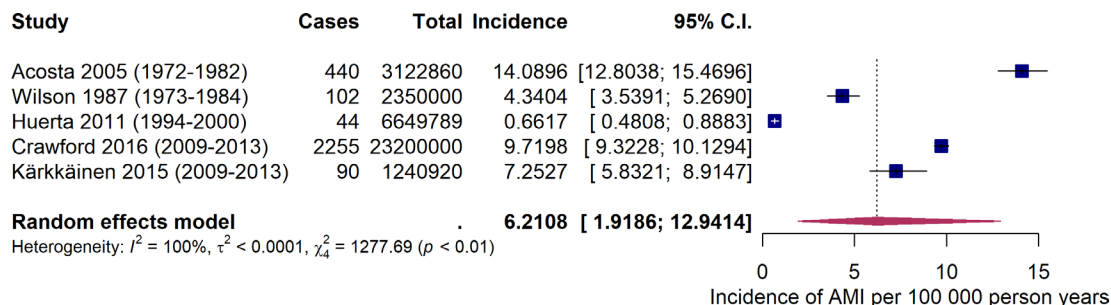 Study Cases Total Incidence 95% C.I.
Acosta 2005 (1972-1982) 440 3122860 14.0896 [12.8038; 15.4696]
Wilson 1987 (1973-1984) 102 2350000 4.3404 [ 3.5391; 5.2690]
Huerta 2011 (1994-2000) 44 6649789 0.6617 [ 0.4808; 0.8883]
Crawford 2016 (2009-2013) 2255 23200000 9.7198 [ 9.3228; 10.1294]
Kärkkäinen 2015 (2009-2013) 90 1240920 7.2527 [ 5.8321; 8.9147]
Random effects model . 6.2108 [ 1.9186; 12.9414]
Heterogeneity: I² = 100%, τ² < 0.0001, χ²₄ = 1277.69 (p < 0.01)
0 5 10 15
Incidence of AMI per 100 000 person years